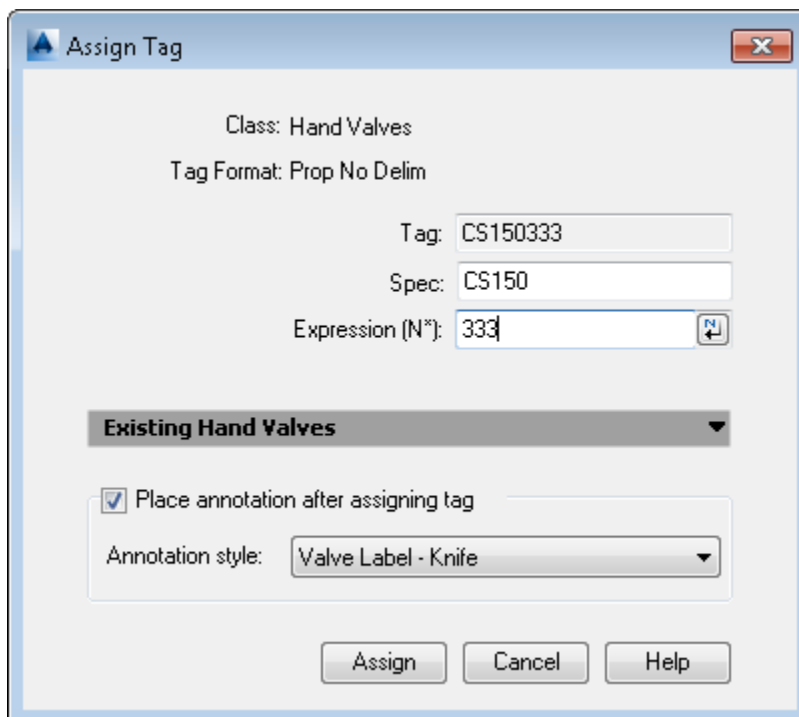 Assign Tag
Class: Hand Valves
Tag Format: Prop No Delim
Tag: CS150333
Spec: CS150
Expression (N*): 333
N
Existing Hand Valves
Place annotation after assigning tag
Annotation style: Valve Label - Knife
Assign Cancel Help